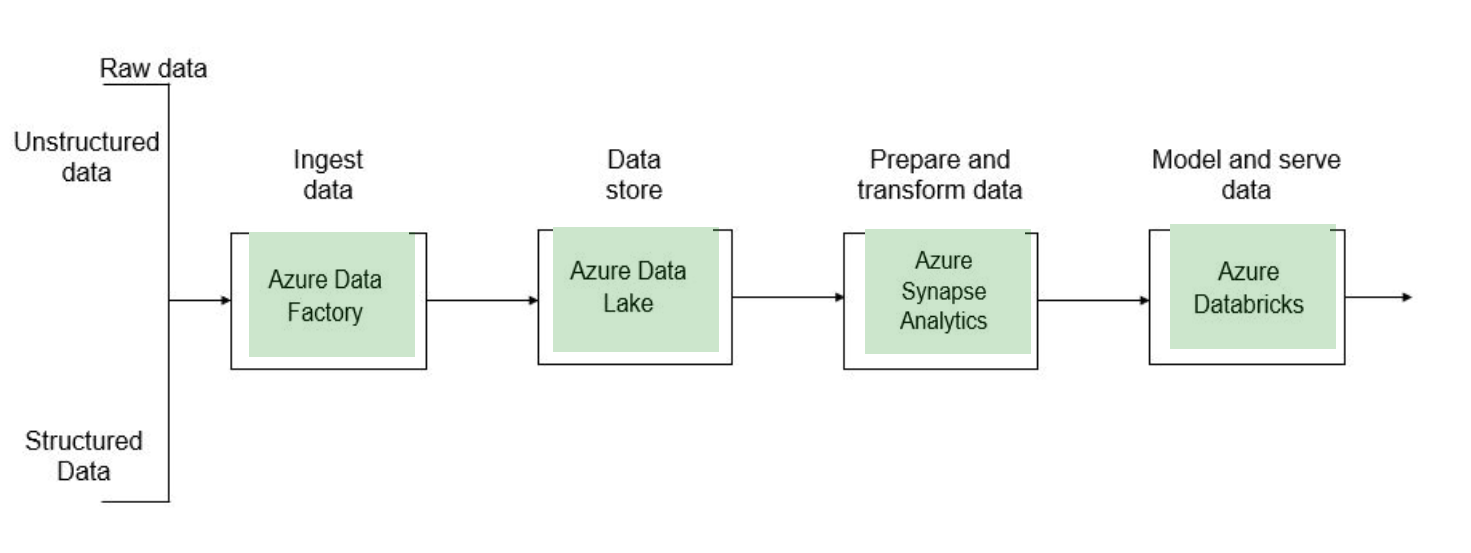 Raw data
Unstructured
data
Ingest
data
Data
store
Prepare and
transform data
Model and serve
data
Azure Data
Factory
Azure Data
Lake
Azure
Synapse
Analytics
Azure
Databricks
Structured
Data